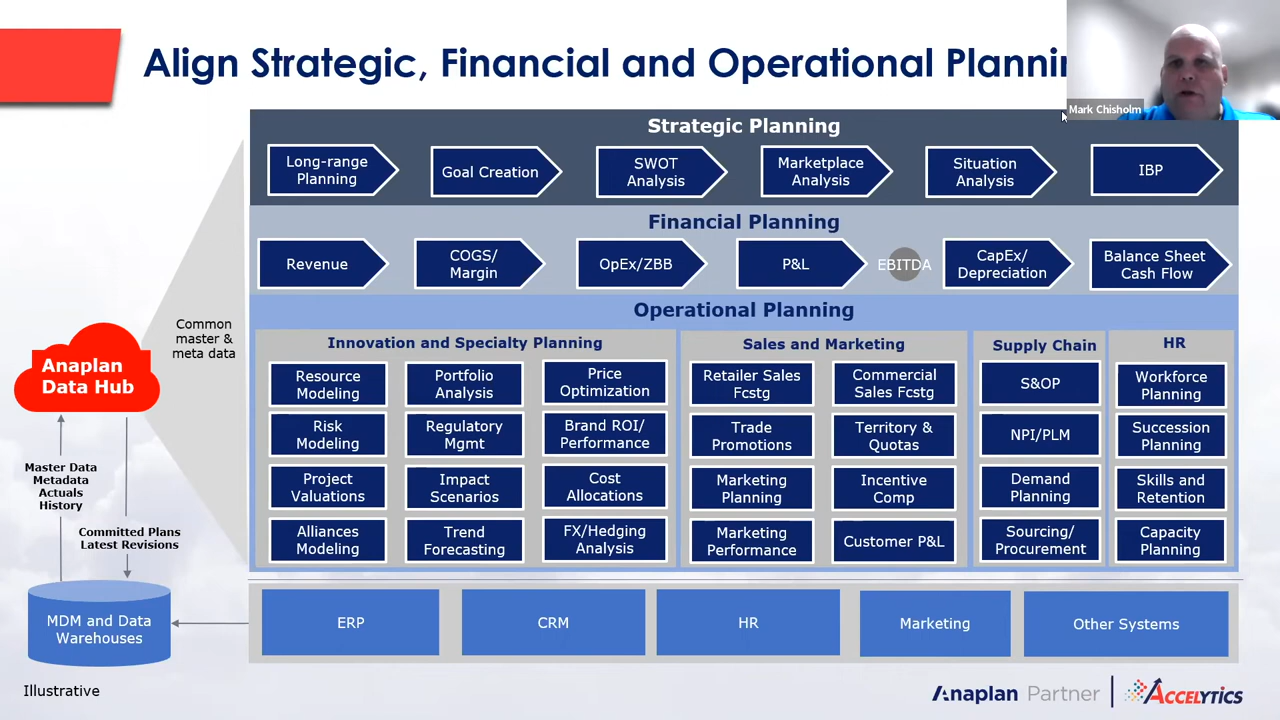 Align Strategic, Financial and Operational Plannin
Mark Chisholm
Strategic Planning
Long-range
Planning
Goal Creation
SWOT
Analysis
Marketplace
Analysis
Situation
Analysis
IBP
Financial Planning
Revenue
COGS/
Margin
OpEx/ZBB
P&L
EBITDA
CapEx/
Depreciation
Balance Sheet
Cash Flow
Operational Planning
Common
master &
meta data
Anaplan
Data Hub
Master Data
Metadata
Actuals
History
Committed Plans
Latest Revisions
MDM and Data
Warehouses
Innovation and Specialty Planning
Resource
Modeling
Portfolio
Analysis
Price
Optimization
Risk
Modeling
Regulatory
Mgmt
Brand ROI/
Performance
Project
Valuations
Impact
Scenarios
Cost
Allocations
Alliances
Modeling
Trend
Forecasting
FX/Hedging
Analysis
Sales and Marketing
Retailer Sales
Fcstg
Commercial
Sales Fcstg
Trade
Promotions
Territory &
Quotas
Marketing
Planning
Incentive
Comp
Marketing
Performance
Customer P&L
Supply Chain
S&OP
NPI/PLM
Demand
Planning
Sourcing/
Procurement
HR
Workforce
Planning
Succession
Planning
Skills and
Retention
Capacity
Planning
ERP
CRM
HR
Marketing
Other Systems
Illustrative
Anaplan Partner
ACCELYTICS